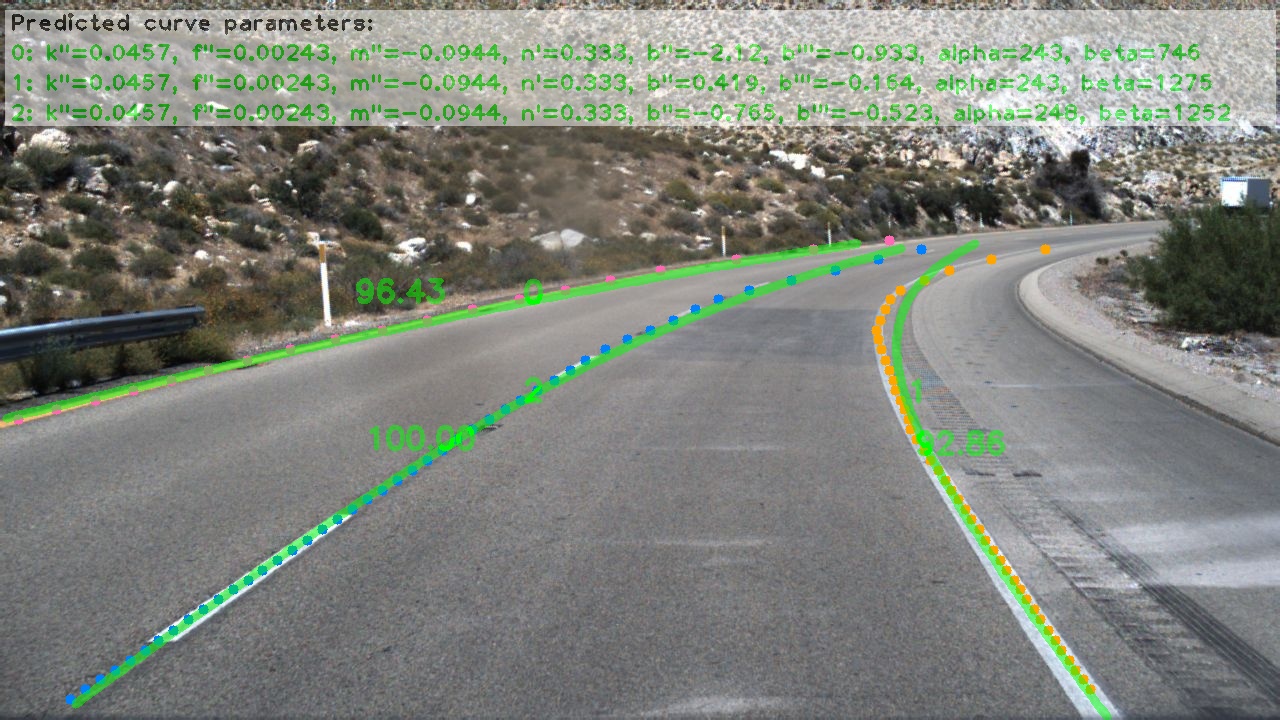 Predicted curve parameters:
0: k"=0.0457, f"=0.00243, m"=-0.0944, n'=0.333, b"=-2.12, b'"=-0.933, alpha=243, beta=746
1: k"=0.0457, f"=0.00243, m"=-0.0944, n'=0.333, b"=0.419, b'"=-0.164, alpha=243, beta=1275
2: k"=0.0457, f"=0.00243, m"=-0.0944, n'=0.333, b"=-0.765, b'"=-0.523, alpha=248, beta=1252
96.43 0
2
1
100.00
92.86